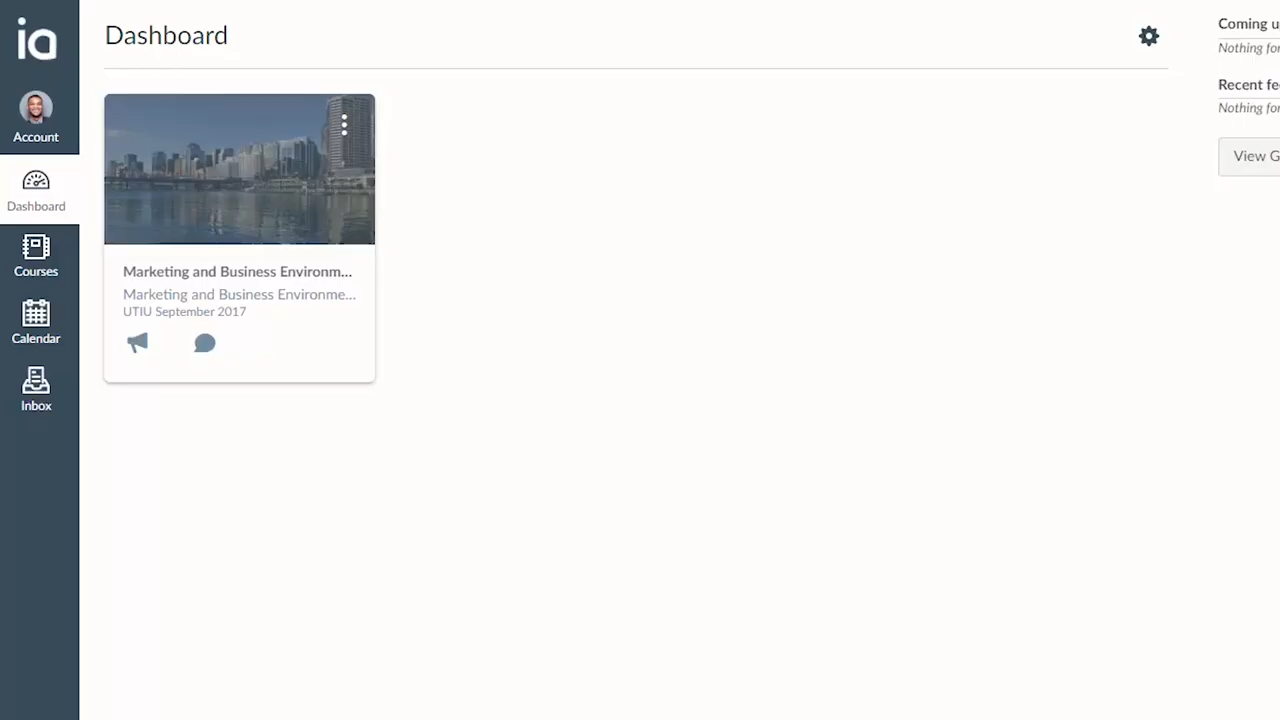 ia
Account
Dashboard
Courses
Calendar
Inbox
Dashboard
Marketing and Business Environm...
Marketing and Business Environme...
UTIU September 2017
Coming u
Nothing for
Recent fe
Nothing for
View G